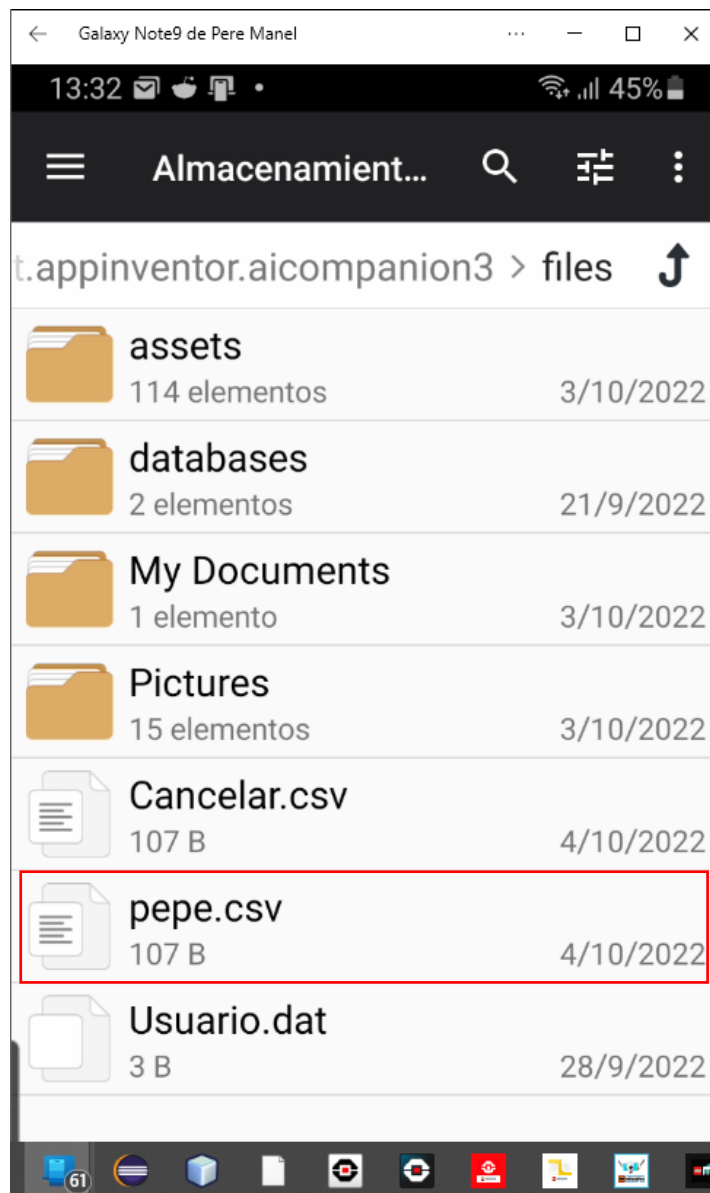 Galaxy Note9 de Pere Manel
13:32 45%
Almacenamient...
t.appinventor.aicompanion3 > files
assets
114 elementos 3/10/2022
databases
2 elementos 21/9/2022
My Documents
1 elemento 3/10/2022
Pictures
15 elementos 3/10/2022
Cancelar.csv
107 B 4/10/2022
pepe.csv
107 B 4/10/2022
Usuario.dat
3 B 28/9/2022
61